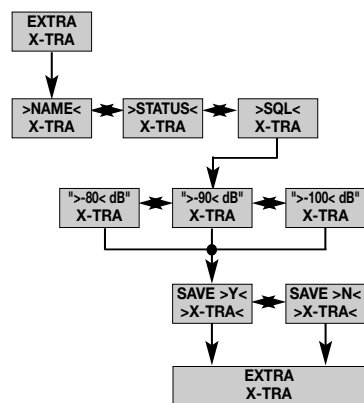 EXTRA
X-TRA
>NAME<
X-TRA
>STATUS<
X-TRA
>SQL<
X-TRA
">-80< dB"
X-TRA
">-90< dB"
X-TRA
">-100< dB"
X-TRA
SAVE >Y<
>X-TRA<
SAVE >N<
>X-TRA<
EXTRA
X-TRA